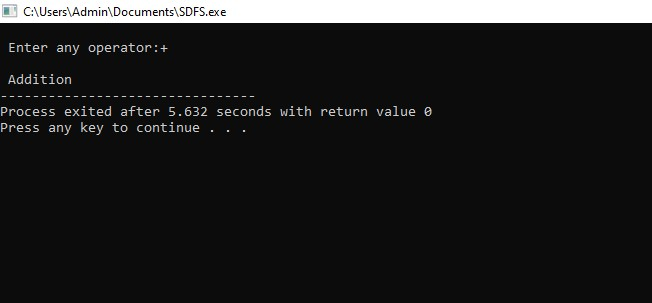 C:\Users\Admin\Documents\SDFS.exe
Enter any operator:+
Addition
--------------------------------
Process exited after 5.632 seconds with return value 0
Press any key to continue . . .